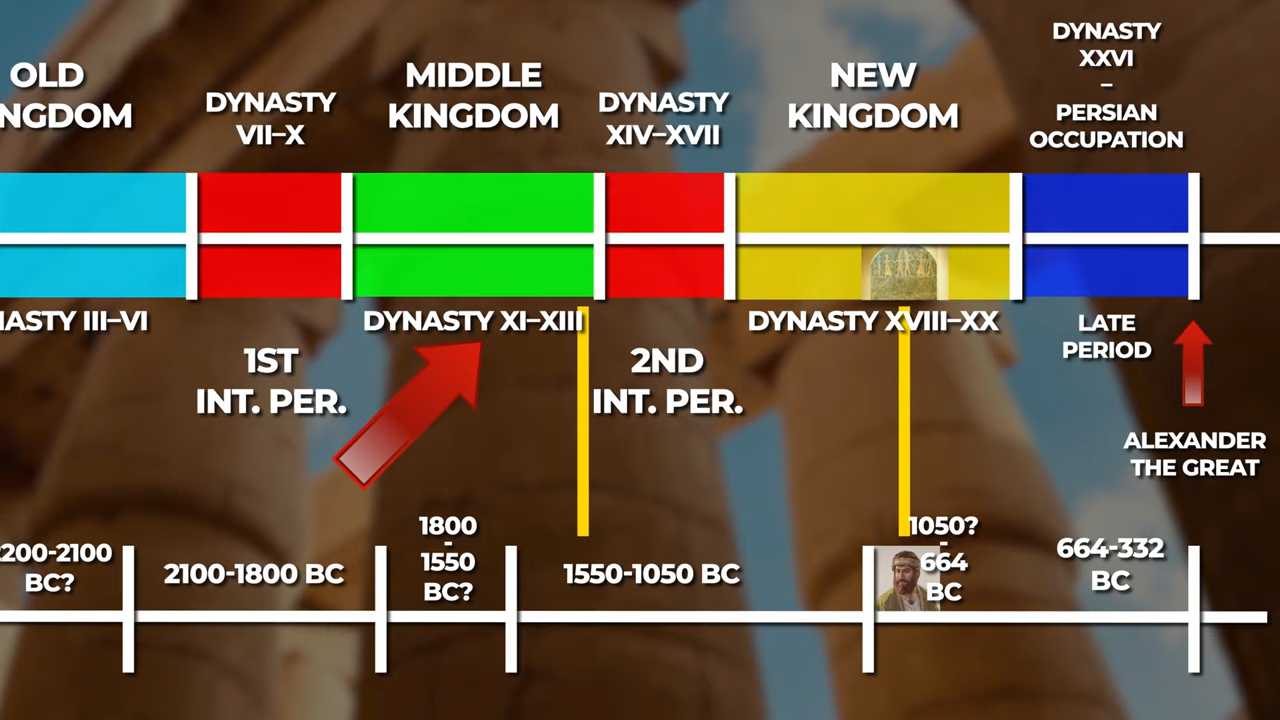 OLD
NGDOM
DYNASTY
VII–X
MIDDLE
KINGDOM
DYNASTY
XIV–XVII
NEW
KINGDOM
DYNASTY
XXVI
–
PERSIAN
OCCUPATION
NASTY III–VI
1ST
INT. PER.
DYNASTY XI–XIII
2ND
INT. PER.
DYNASTY XVIII–XX
LATE
PERIOD
ALEXANDER
THE GREAT
2200-2100
BC?
2100-1800 BC
1800
-
1550
BC?
1550-1050 BC
1050?
-
664
BC
664-332
BC